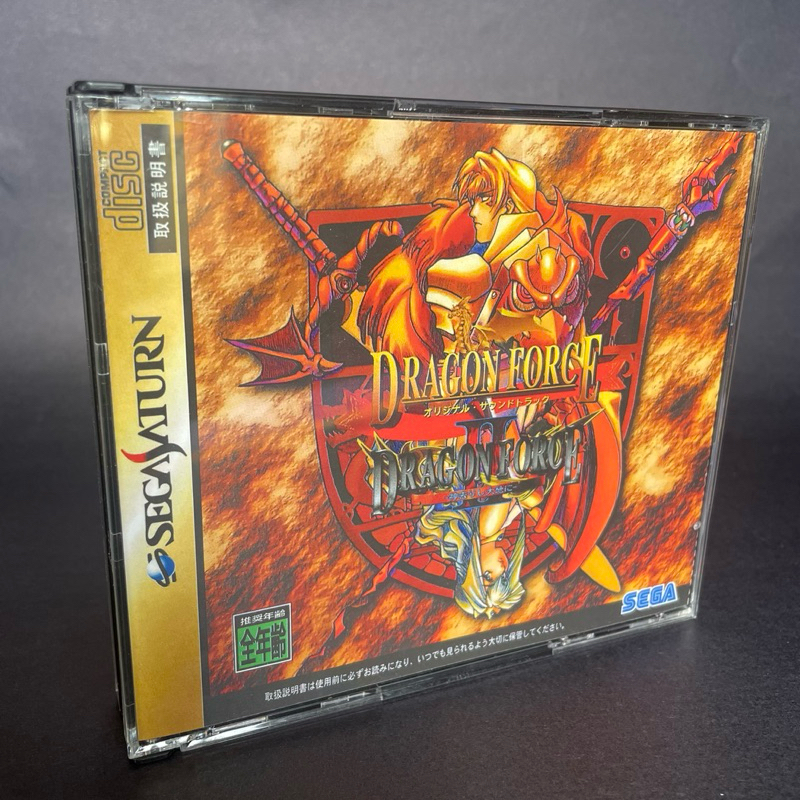 COMPACT
disc
取扱説明書
SEGA SATURN
DRAGON FORCE
オリジナル・サウンドトラック
II
DRAGON FORCE
SEGA
推奨年齢
全年齢
取扱説明書は使用前に必ずお読みになり、いつでも見られるよう大切に保管してください。